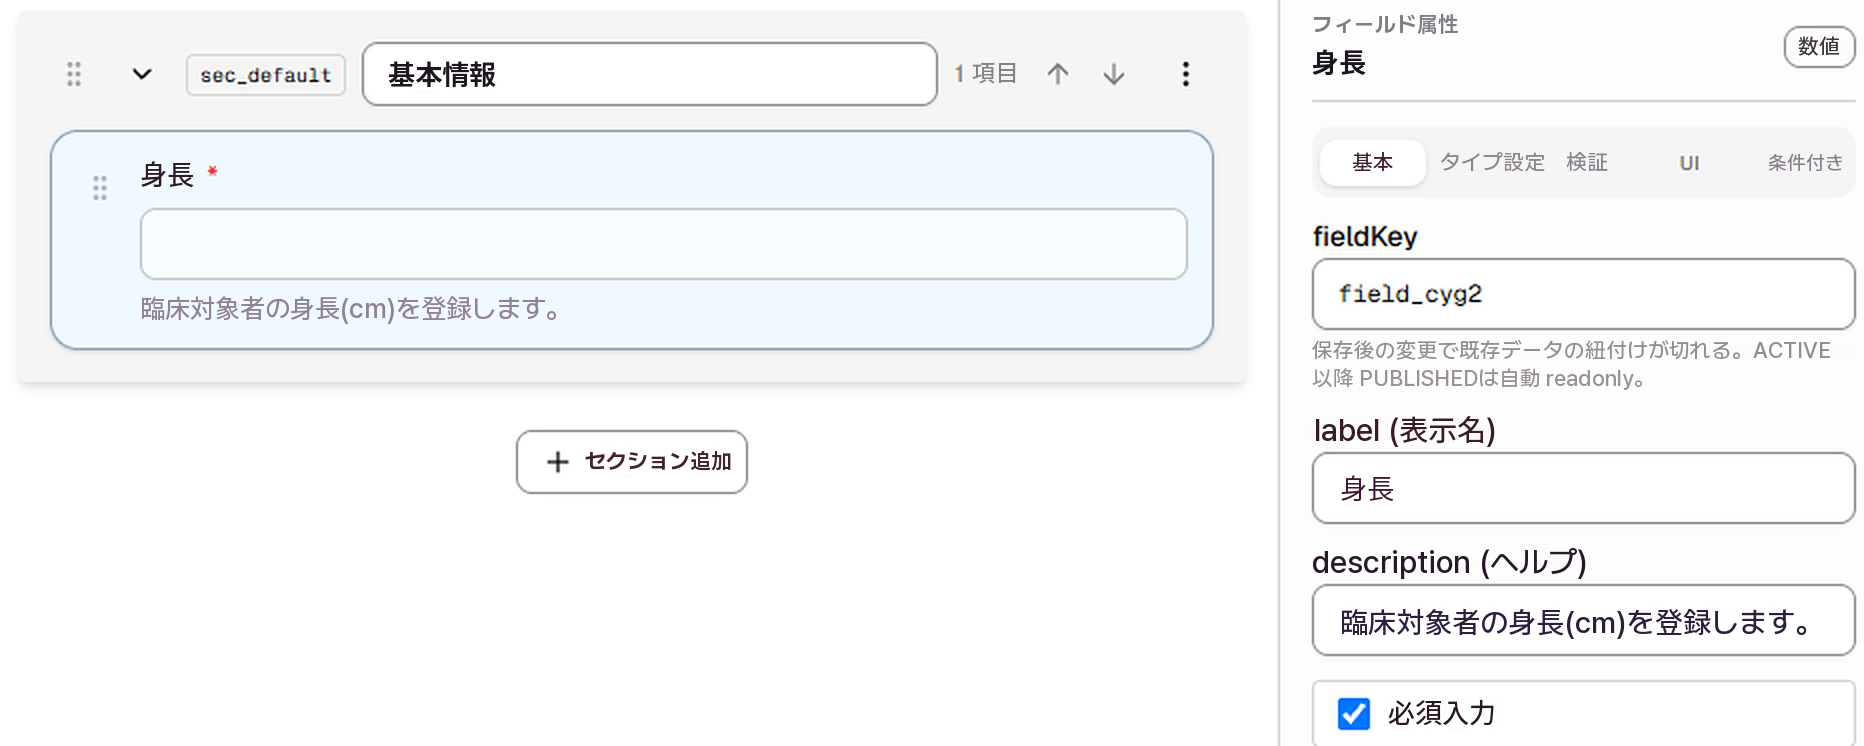 sec_default 基本情報 1 項目
身長 *
臨床対象者の身長(cm)を登録します。
セクション追加
フィールド属性
身長
数値
基本 タイプ設定 検証 UI 条件付き
fieldKey
field_cyg2
保存後の変更で既存データの紐付けが切れる。ACTIVE
以降 PUBLISHEDは自動 readonly。
label (表示名)
身長
description (ヘルプ)
臨床対象者の身長(cm)を登録します。
必須入力